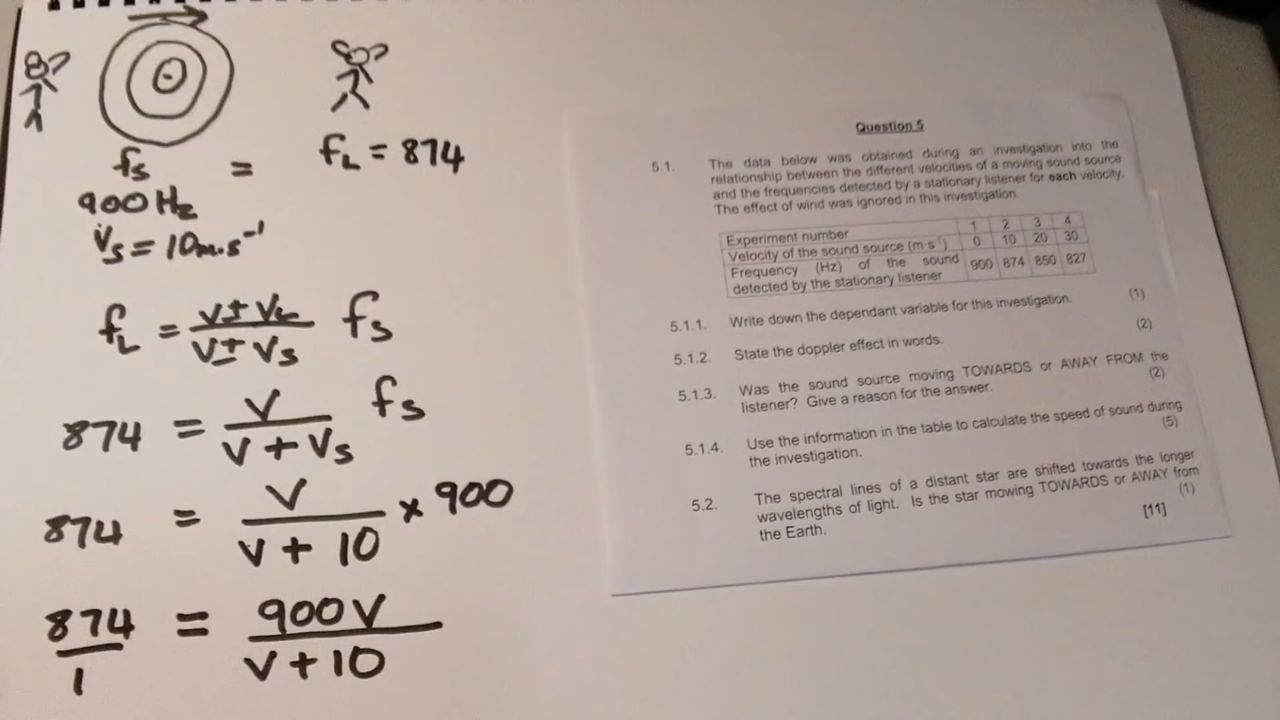 fs = fL = 874
900 Hz
Vs = 10m.s-1
fL = V± VL / V± Vs fs
874 = V / V + Vs fs
874 = V / V + 10 × 900
874 / 1 = 900V / V + 10
Question 5
5.1. The data below was obtained during an investigation into the
relationship between the different velocities of a moving sound source
and the frequencies detected by a stationary listener for each velocity.
The effect of wind was ignored in this investigation.
Experiment number 1 2 3 4
Velocity of the sound source (m·s-1) 0 10 20 30
Frequency (Hz) of the sound
detected by the stationary listener 900 874 850 827
5.1.1. Write down the dependant variable for this investigation. (1)
5.1.2. State the doppler effect in words. (2)
5.1.3. Was the sound source moving TOWARDS or AWAY FROM the
listener? Give a reason for the answer. (2)
5.1.4. Use the information in the table to calculate the speed of sound during
the investigation. (5)
5.2. The spectral lines of a distant star are shifted towards the longer
wavelengths of light. Is the star mowing TOWARDS or AWAY from
the Earth. (1)
[11]